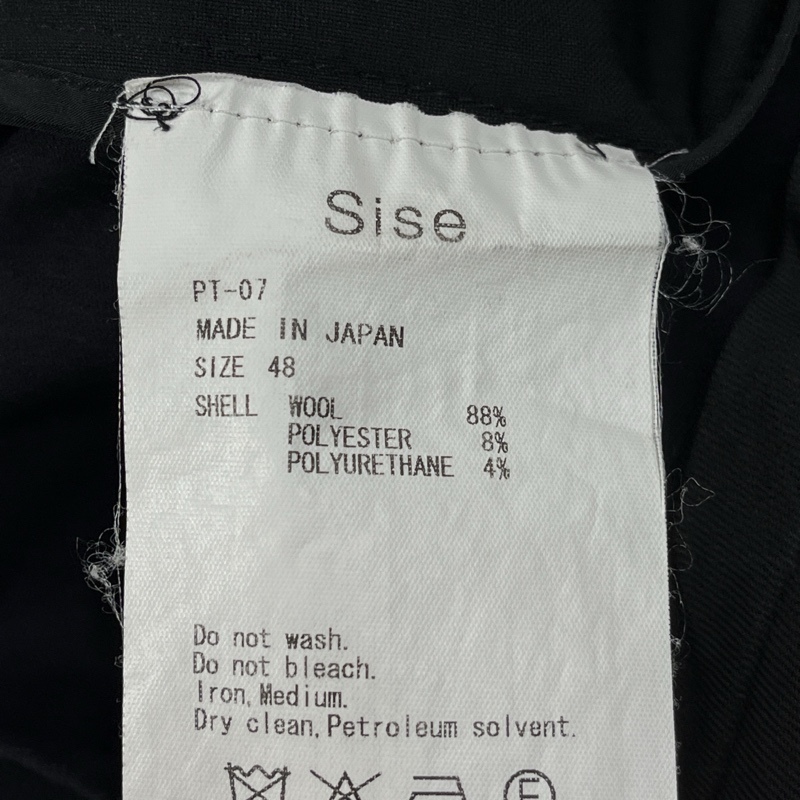 Sise
PT-07
MADE IN JAPAN
SIZE 48
SHELL WOOL 88%
POLYESTER 8%
POLYURETHANE 4%
Do not wash.
Do not bleach.
Iron, Medium.
Dry clean, Petroleum solvent.
F